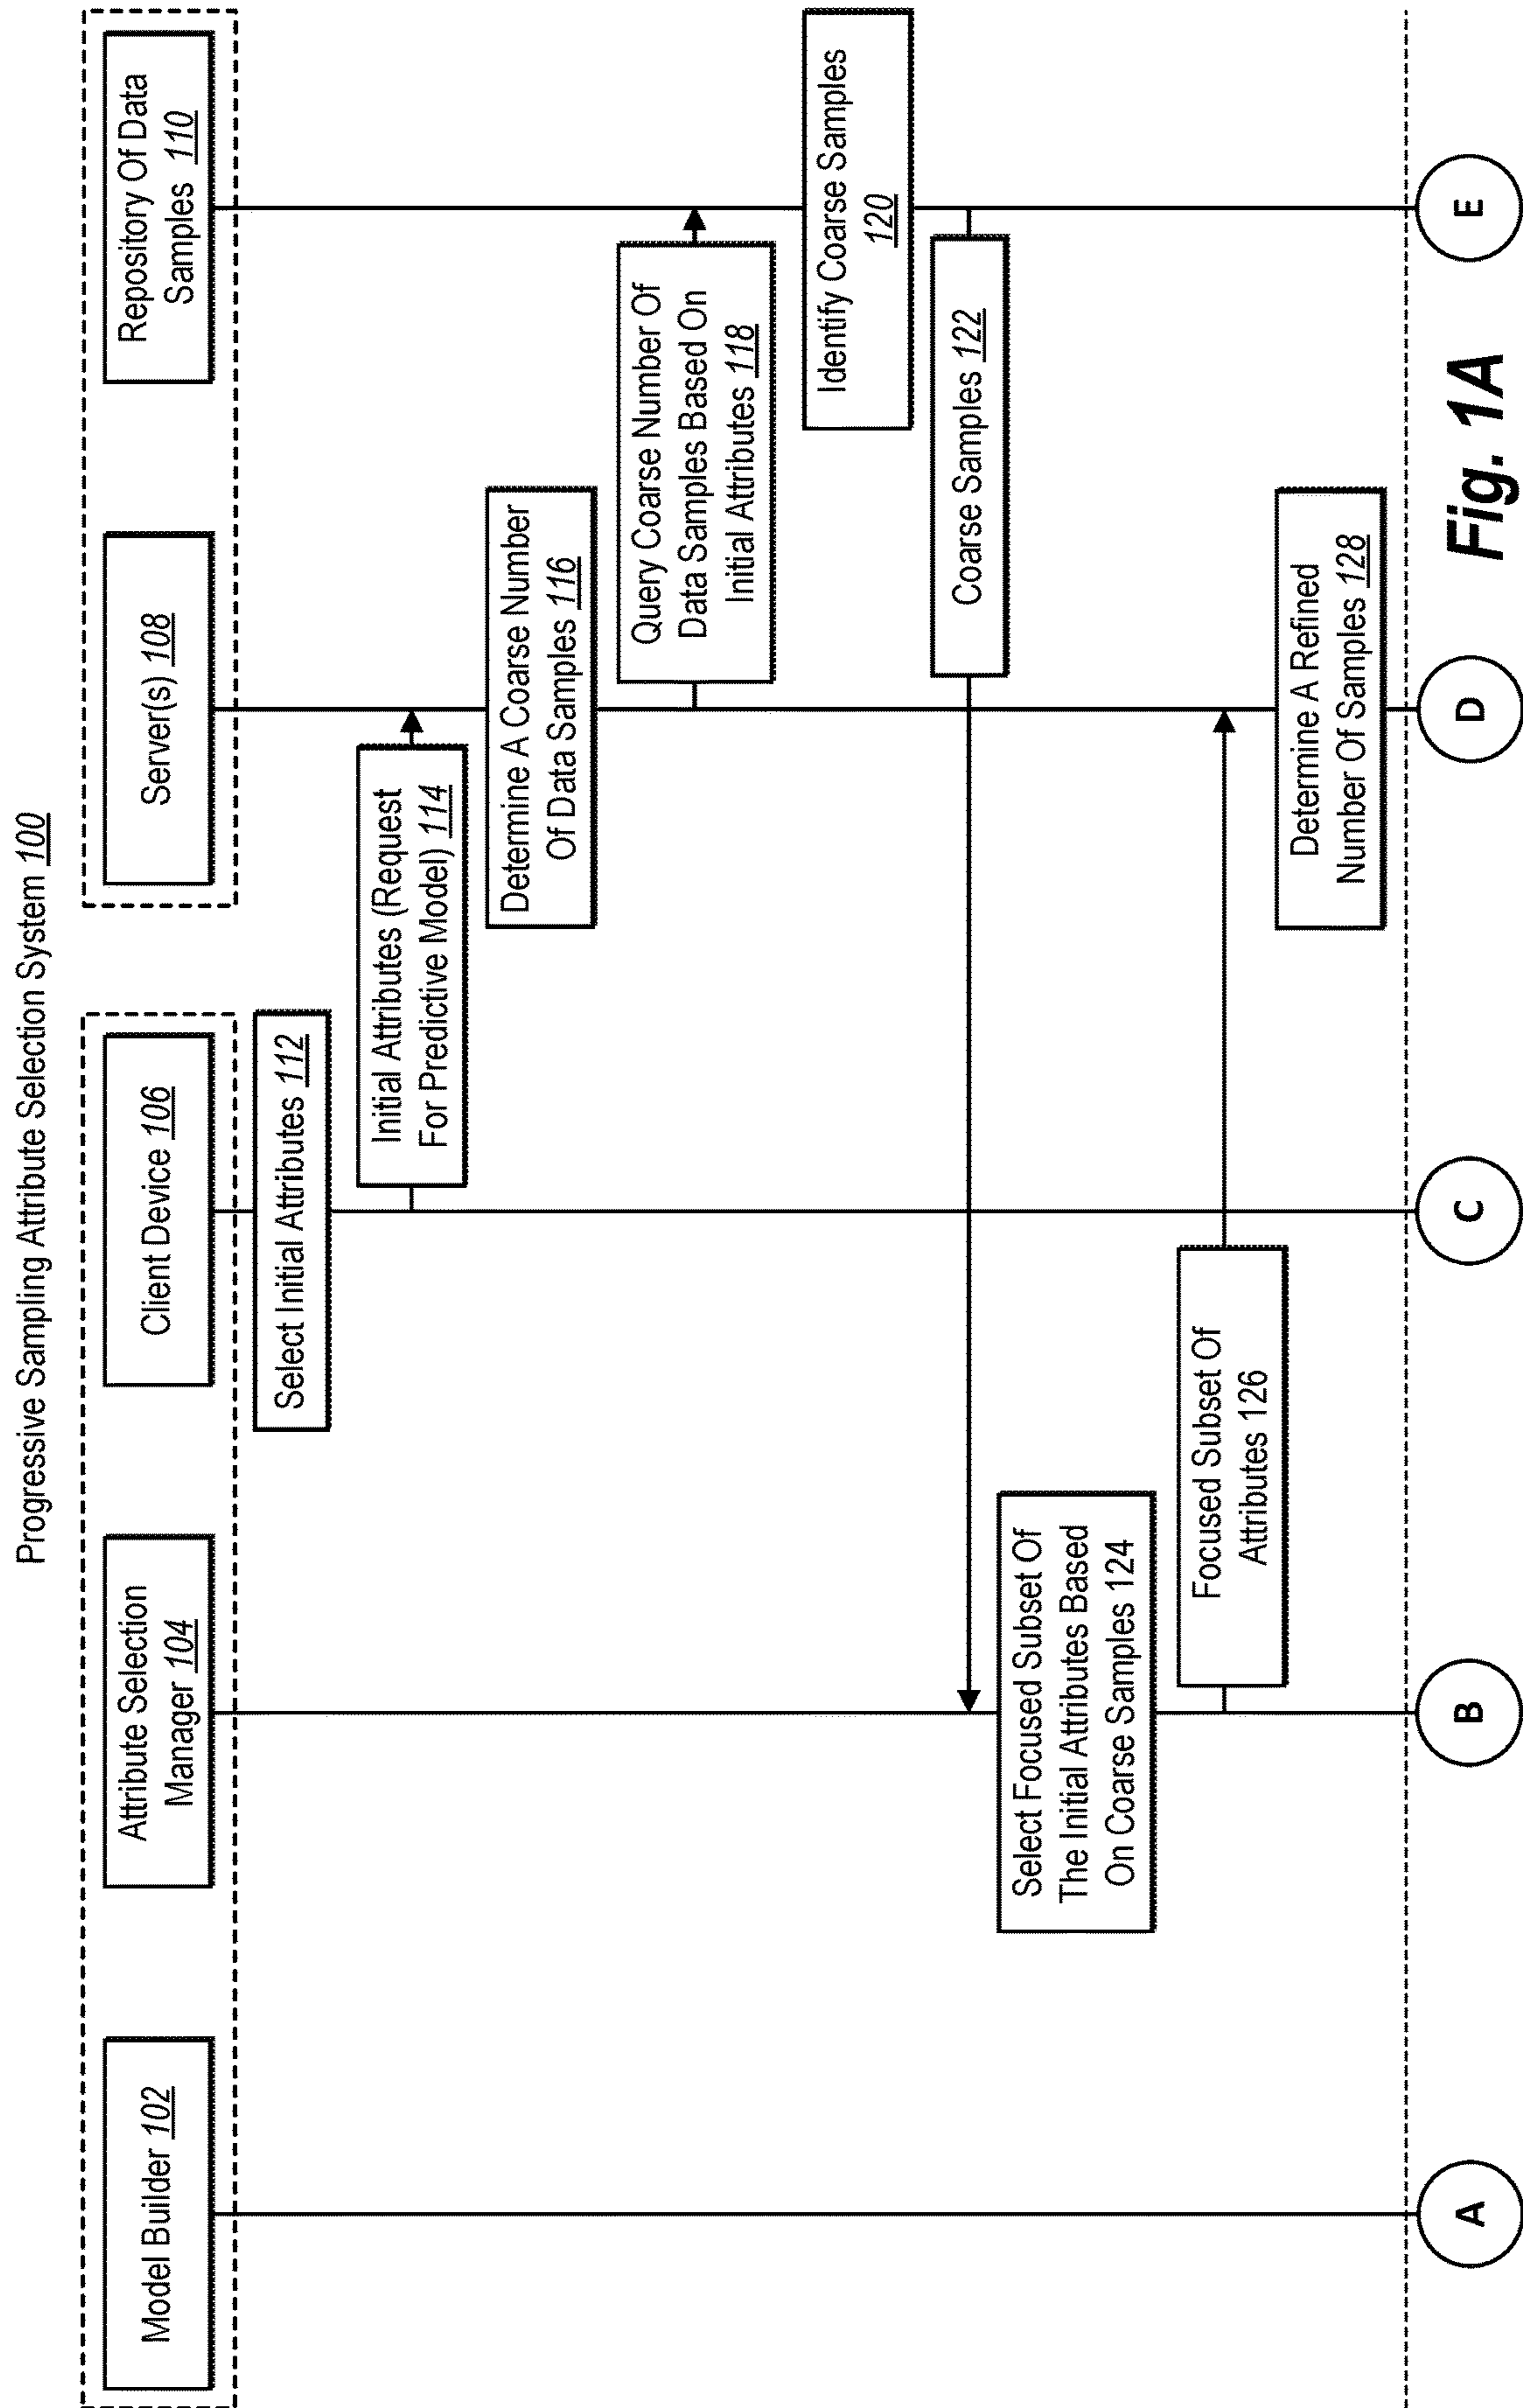 Progressive Sampling Attribute Selection System 100
Model Builder 102
Attribute Selection
Manager 104
Client Device 106
Server(s) 108
Repository Of Data
Samples 110
Select Initial Attributes 112
Initial Attributes (Request
For Predictive Model) 114
Determine A Coarse Number
Of Data Samples 116
Query Coarse Number Of
Data Samples Based On
Initial Attributes 118
Identify Coarse Samples
120
Coarse Samples 122
Select Focused Subset Of
The Initial Attributes Based
On Coarse Samples 124
Focused Subset Of
Attributes 126
Determine A Refined
Number Of Samples 128
A
B
C
D
E
Fig. 1A